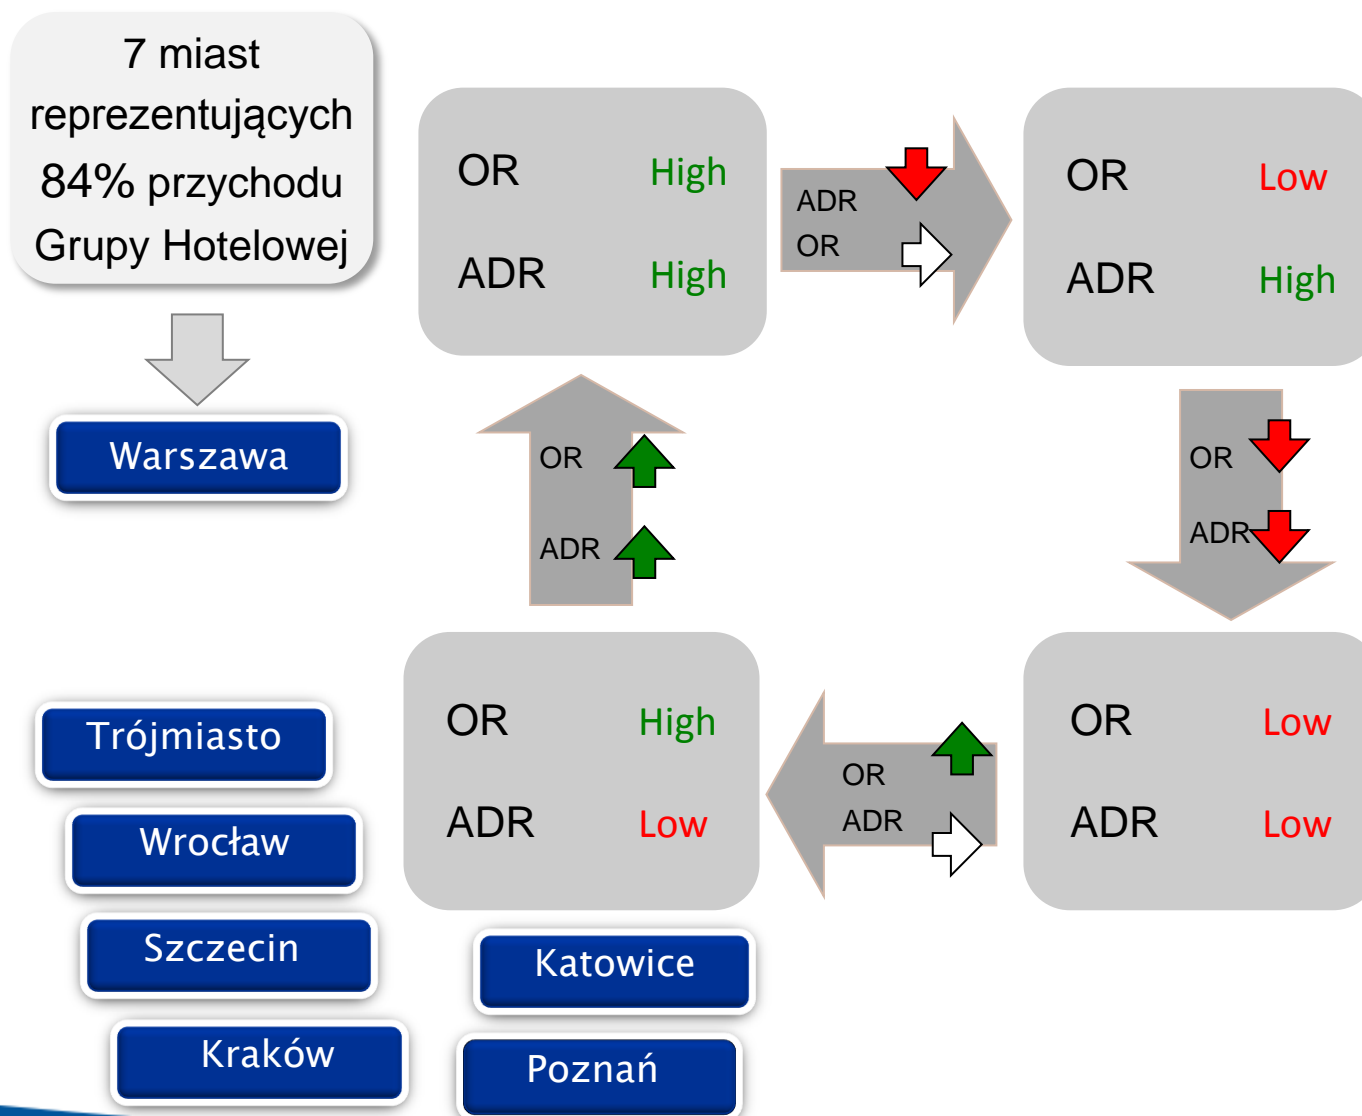 7 miast
reprezentujących
84% przychodu
Grupy Hotelowej
Warszawa
OR High
ADR High
ADR
OR
OR Low
ADR High
OR
ADR
OR
ADR
OR High
ADR Low
OR
ADR
OR Low
ADR Low
Trójmiasto
Wrocław
Szczecin
Kraków
Katowice
Poznań